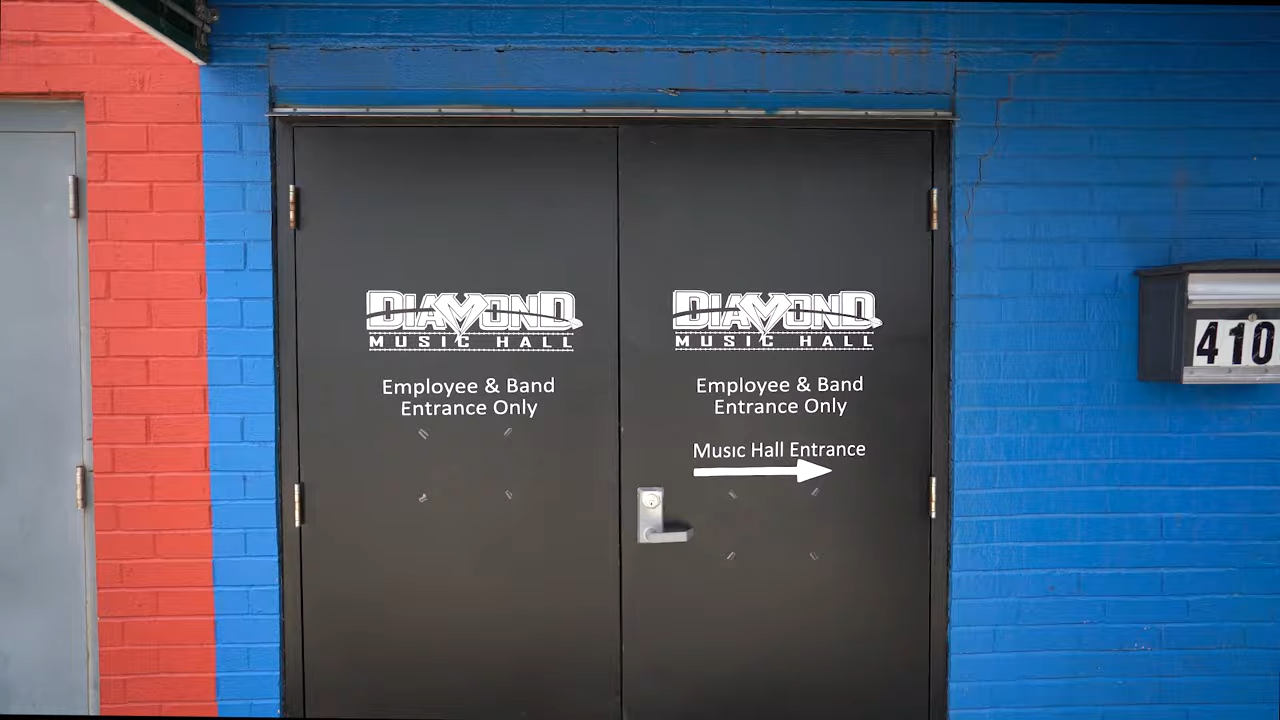 DIAMOND
MUSIC HALL
Employee & Band
Entrance Only
DIAMOND
MUSIC HALL
Employee & Band
Entrance Only
Music Hall Entrance
410